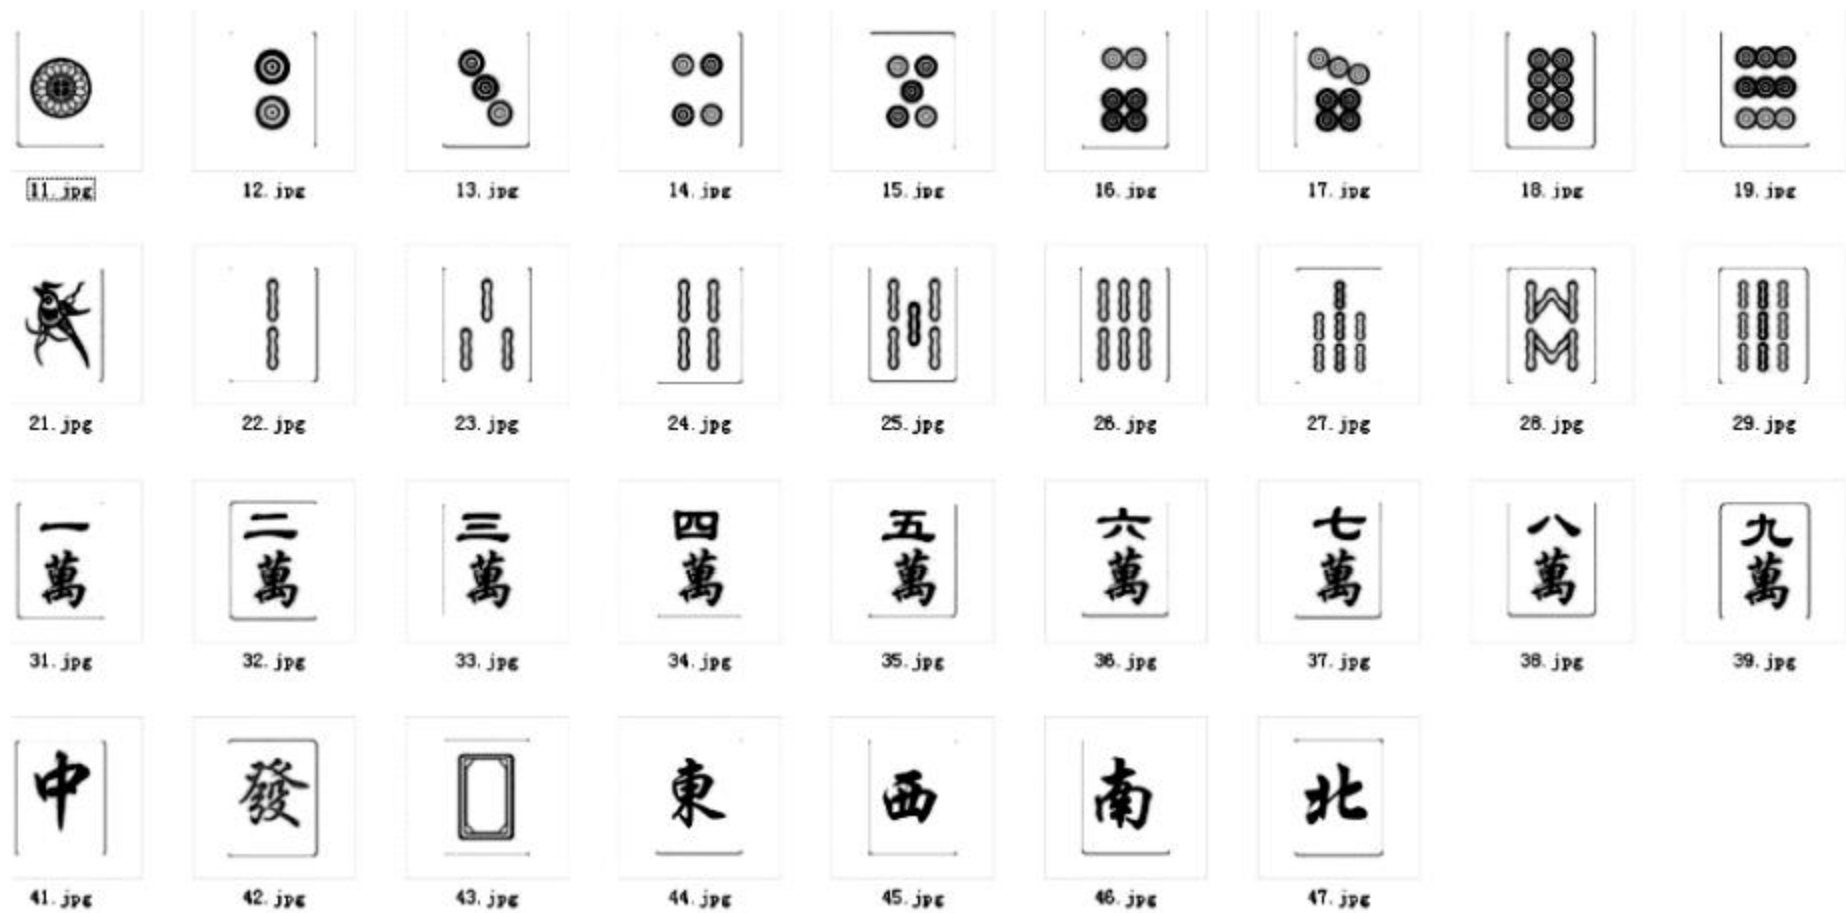 11.jpg 12.jpg 13.jpg 14.jpg 15.jpg 16.jpg 17.jpg 18.jpg 19.jpg
21.jpg 22.jpg 23.jpg 24.jpg 25.jpg 26.jpg 27.jpg 28.jpg 29.jpg
一 二 三 四 五 六 七 八 九
萬 萬 萬 萬 萬 萬 萬 萬 萬
31.jpg 32.jpg 33.jpg 34.jpg 35.jpg 36.jpg 37.jpg 38.jpg 39.jpg
中 發 東 西 南 北
41.jpg 42.jpg 43.jpg 44.jpg 45.jpg 46.jpg 47.jpg